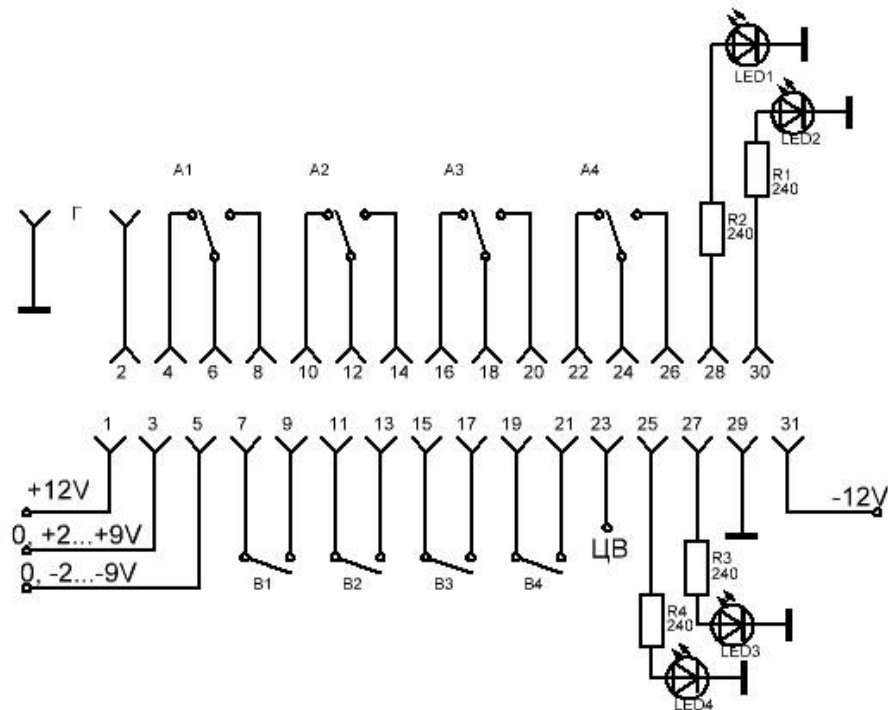 LED1
LED2
A1
A2
A3
A4
R1
240
Г
R2
240
2
4
6
8
10
12
14
16
18
20
22
24
26
28
30
1
3
5
7
9
11
13
15
17
19
21
23
25
27
29
31
+12V
-12V
0, +2...+9V
ЦВ
0, -2...-9V
R3
240
B1
B2
B3
B4
R4
240
LED3
LED4